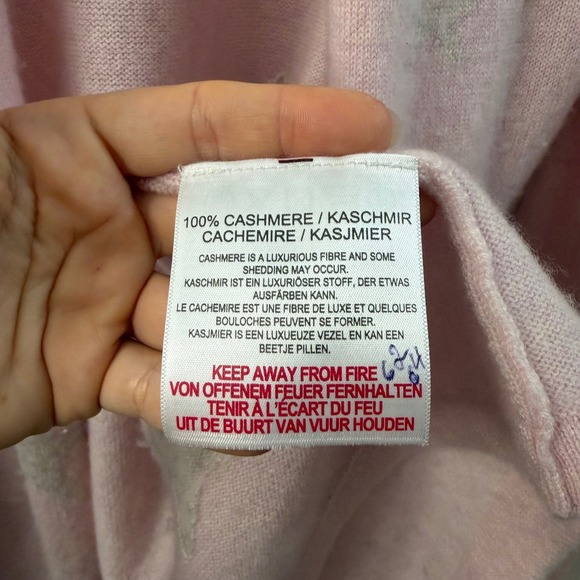 100% CASHMERE / KASCHMIR
CACHEMIRE / KASJMIER
CASHMERE IS A LUXURIOUS FIBRE AND SOME
SHEDDING MAY OCCUR.
KASCHMIR IST EIN LUXURIÖSER STOFF, DER ETWAS
AUSFÄRBEN KANN.
LE CACHEMIRE EST UNE FIBRE DE LUXE ET QUELQUES
BOULOCHES PEUVENT SE FORMER.
KASJMIER IS EEN LUXUEUZE VEZEL EN KAN EEN
BEETJE PILLEN.
KEEP AWAY FROM FIRE
VON OFFENEM FEUER FERNHALTEN
TENIR À L'ÉCART DU FEU
UIT DE BUURT VAN VUUR HOUDEN